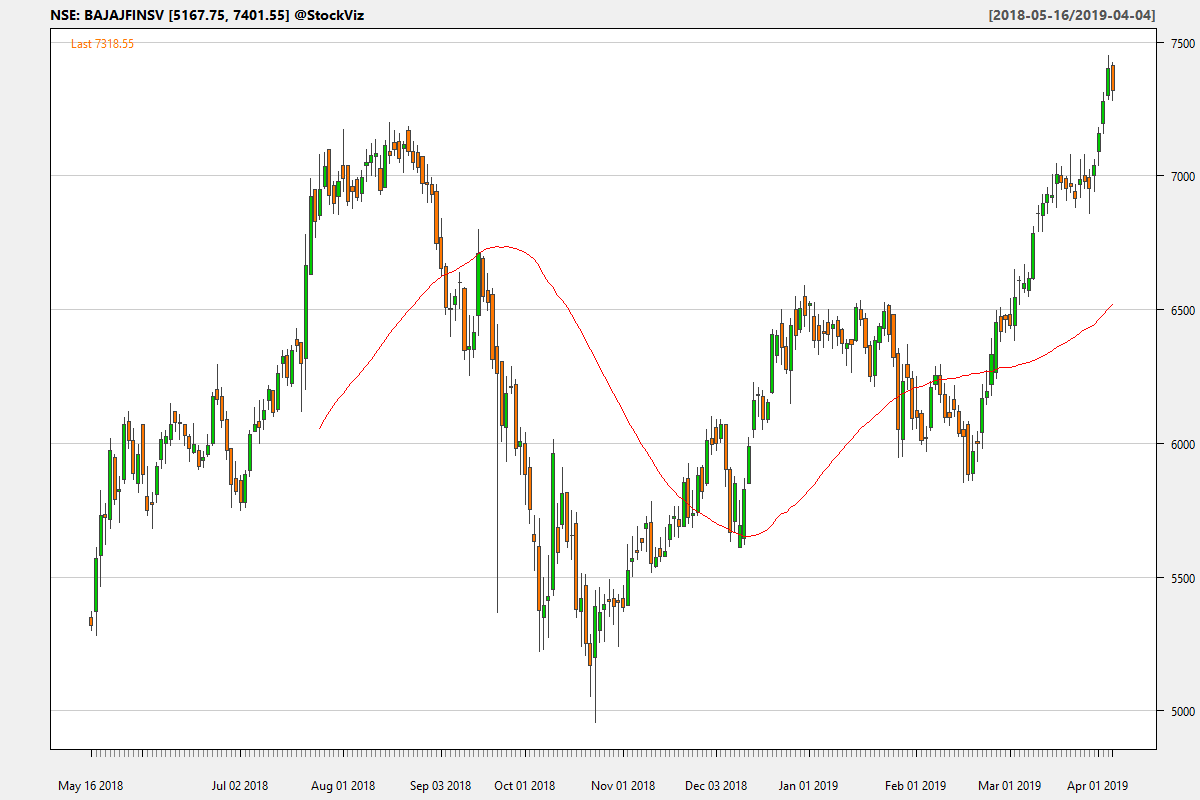 NSE: BAJAJFINSV [5167.75, 7401.55] @StockViz
[2018-05-16/2019-04-04]
Last 7318.55
7500
7000
6500
6000
5500
5000
May 16 2018
Jul 02 2018
Aug 01 2018
Sep 03 2018
Oct 01 2018
Nov 01 2018
Dec 03 2018
Jan 01 2019
Feb 01 2019
Mar 01 2019
Apr 01 2019